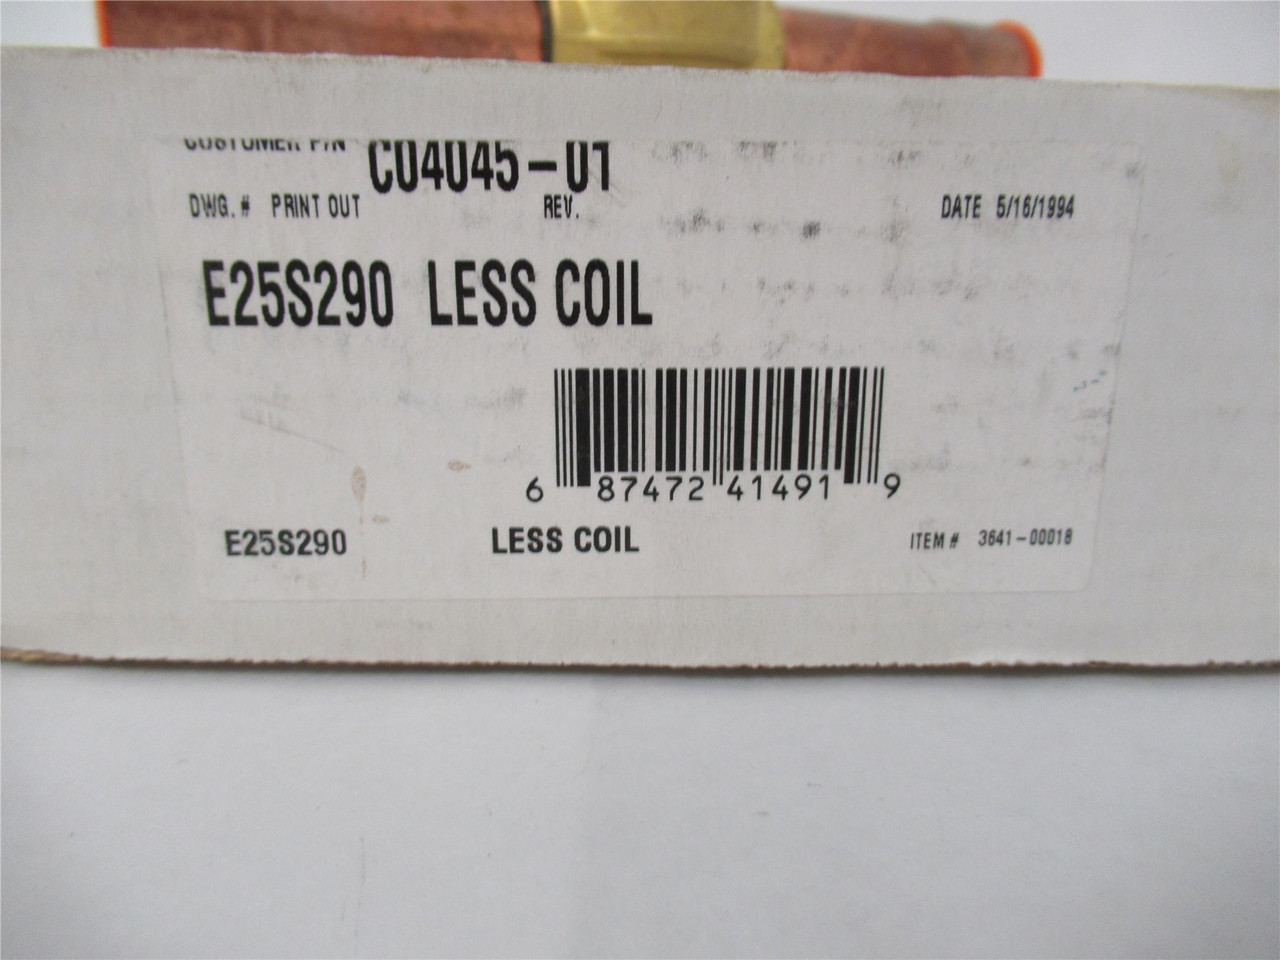 CUSTOMER P/N C04045-01
DWG.# PRINT OUT REV. DATE 5/16/1994
E25S290 LESS COIL
6 87472 41491 9
E25S290 LESS COIL ITEM # 3641-00018